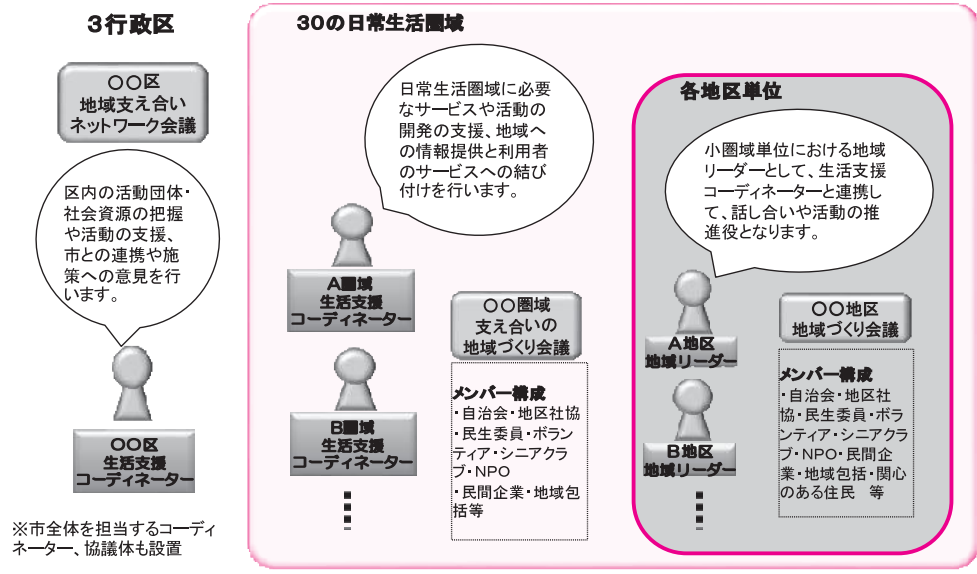 3行政区
〇〇区
地域支え合い
ネットワーク会議
区内の活動団体・
社会資源の把握
や活動の支援、
市との連携や施
策への意見を行
います。
〇〇区
生活支援
コーディネーター
※市全体を担当するコーディ
ネーター、協議体も設置
30の日常生活圏域
日常生活圏域に必要
なサービスや活動の
開発の支援、地域へ
の情報提供と利用者
のサービスへの結び
付けを行います。
A圏域
生活支援
コーディネーター
B圏域
生活支援
コーディネーター
〇〇圏域
支え合いの
地域づくり会議
メンバー構成
・自治会・地区社協
・民生委員・ボラン
ティア・シニアクラ
ブ・NPO
・民間企業・地域包
括等
各地区単位
小圏域単位における地域
リーダーとして、生活支援
コーディネーターと連携し
て、話し合いや活動の推
進役となります。
A地区
地域リーダー
B地区
地域リーダー
〇〇地区
地域づくり会議
メンバー構成
・自治会・地区社
協・民生委員・ボラ
ンティア・シニアクラ
ブ・NPO・民間企
業・地域包括・関心
のある住民 等